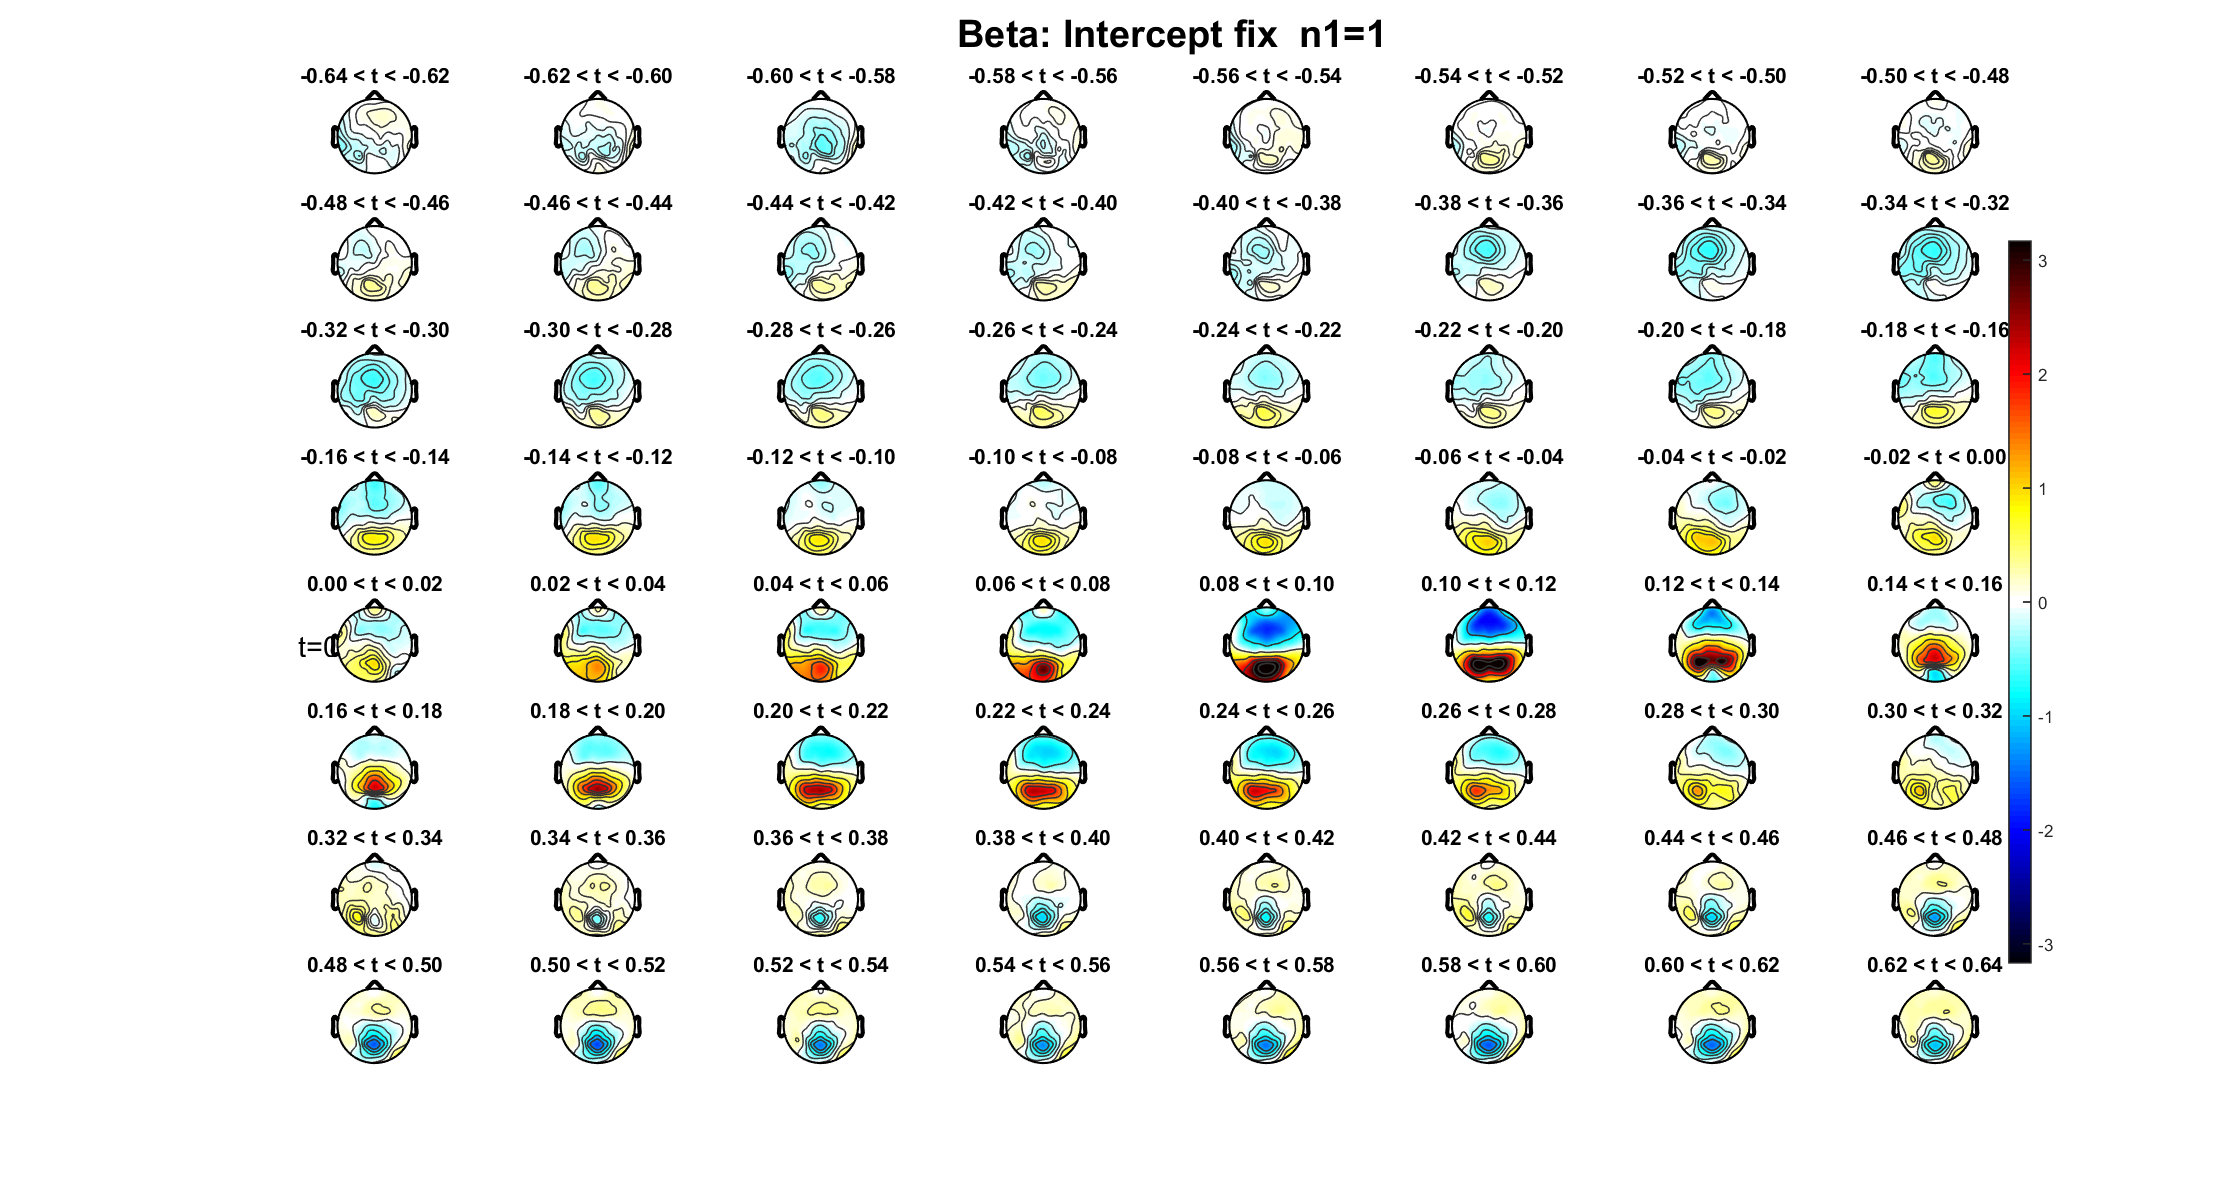 Beta: Intercept fix  n1=1
-0.64 < t < -0.62 -0.62 < t < -0.60 -0.60 < t < -0.58 -0.58 < t < -0.56 -0.56 < t < -0.54 -0.54 < t < -0.52 -0.52 < t < -0.50 -0.50 < t < -0.48
-0.48 < t < -0.46 -0.46 < t < -0.44 -0.44 < t < -0.42 -0.42 < t < -0.40 -0.40 < t < -0.38 -0.38 < t < -0.36 -0.36 < t < -0.34 -0.34 < t < -0.32
-0.32 < t < -0.30 -0.30 < t < -0.28 -0.28 < t < -0.26 -0.26 < t < -0.24 -0.24 < t < -0.22 -0.22 < t < -0.20 -0.20 < t < -0.18 -0.18 < t < -0.16
-0.16 < t < -0.14 -0.14 < t < -0.12 -0.12 < t < -0.10 -0.10 < t < -0.08 -0.08 < t < -0.06 -0.06 < t < -0.04 -0.04 < t < -0.02 -0.02 < t < 0.00
0.00 < t < 0.02 0.02 < t < 0.04 0.04 < t < 0.06 0.06 < t < 0.08 0.08 < t < 0.10 0.10 < t < 0.12 0.12 < t < 0.14 0.14 < t < 0.16
t=0
0.16 < t < 0.18 0.18 < t < 0.20 0.20 < t < 0.22 0.22 < t < 0.24 0.24 < t < 0.26 0.26 < t < 0.28 0.28 < t < 0.30 0.30 < t < 0.32
0.32 < t < 0.34 0.34 < t < 0.36 0.36 < t < 0.38 0.38 < t < 0.40 0.40 < t < 0.42 0.42 < t < 0.44 0.44 < t < 0.46 0.46 < t < 0.48
0.48 < t < 0.50 0.50 < t < 0.52 0.52 < t < 0.54 0.54 < t < 0.56 0.56 < t < 0.58 0.58 < t < 0.60 0.60 < t < 0.62 0.62 < t < 0.64
3
2
1
0
-1
-2
-3